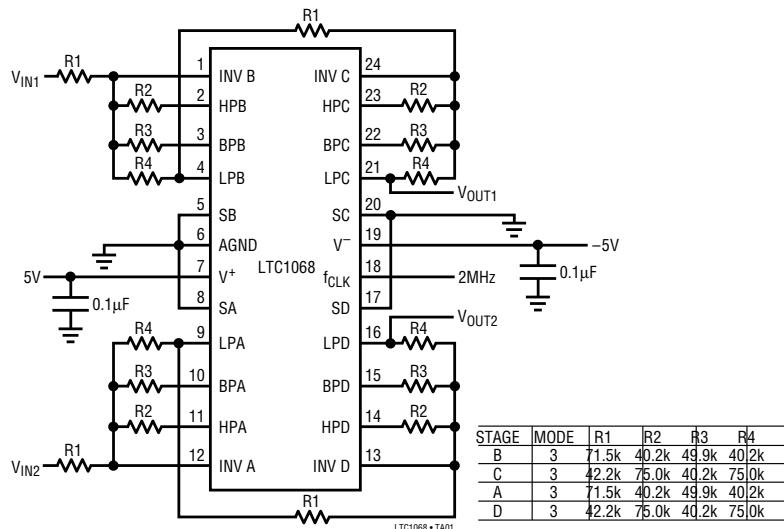 R1
R1
V_IN1
1 INV B INV C 24
R2 2 HPB HPC 23 R2
R3 3 BPB BPC 22 R3
R4 4 LPB LPC 21 R4
V_OUT1
5 SB SC 20
6 AGND V⁻ 19 –5V
5V 7 V⁺ LTC1068 f_CLK 18 2MHz
0.1μF
0.1μF
8 SA SD 17
V_OUT2
R4 9 LPA LPD 16 R4
R3 10 BPA BPD 15 R3
R2 11 HPA HPD 14 R2
R1
V_IN2 12 INV A INV D 13
R1
LTC1068 • TA01
STAGE MODE R1 R2 R3 R4
B 3 71.5k 40.2k 49.9k 40.2k
C 3 42.2k 75.0k 40.2k 75.0k
A 3 71.5k 40.2k 49.9k 40.2k
D 3 42.2k 75.0k 40.2k 75.0k